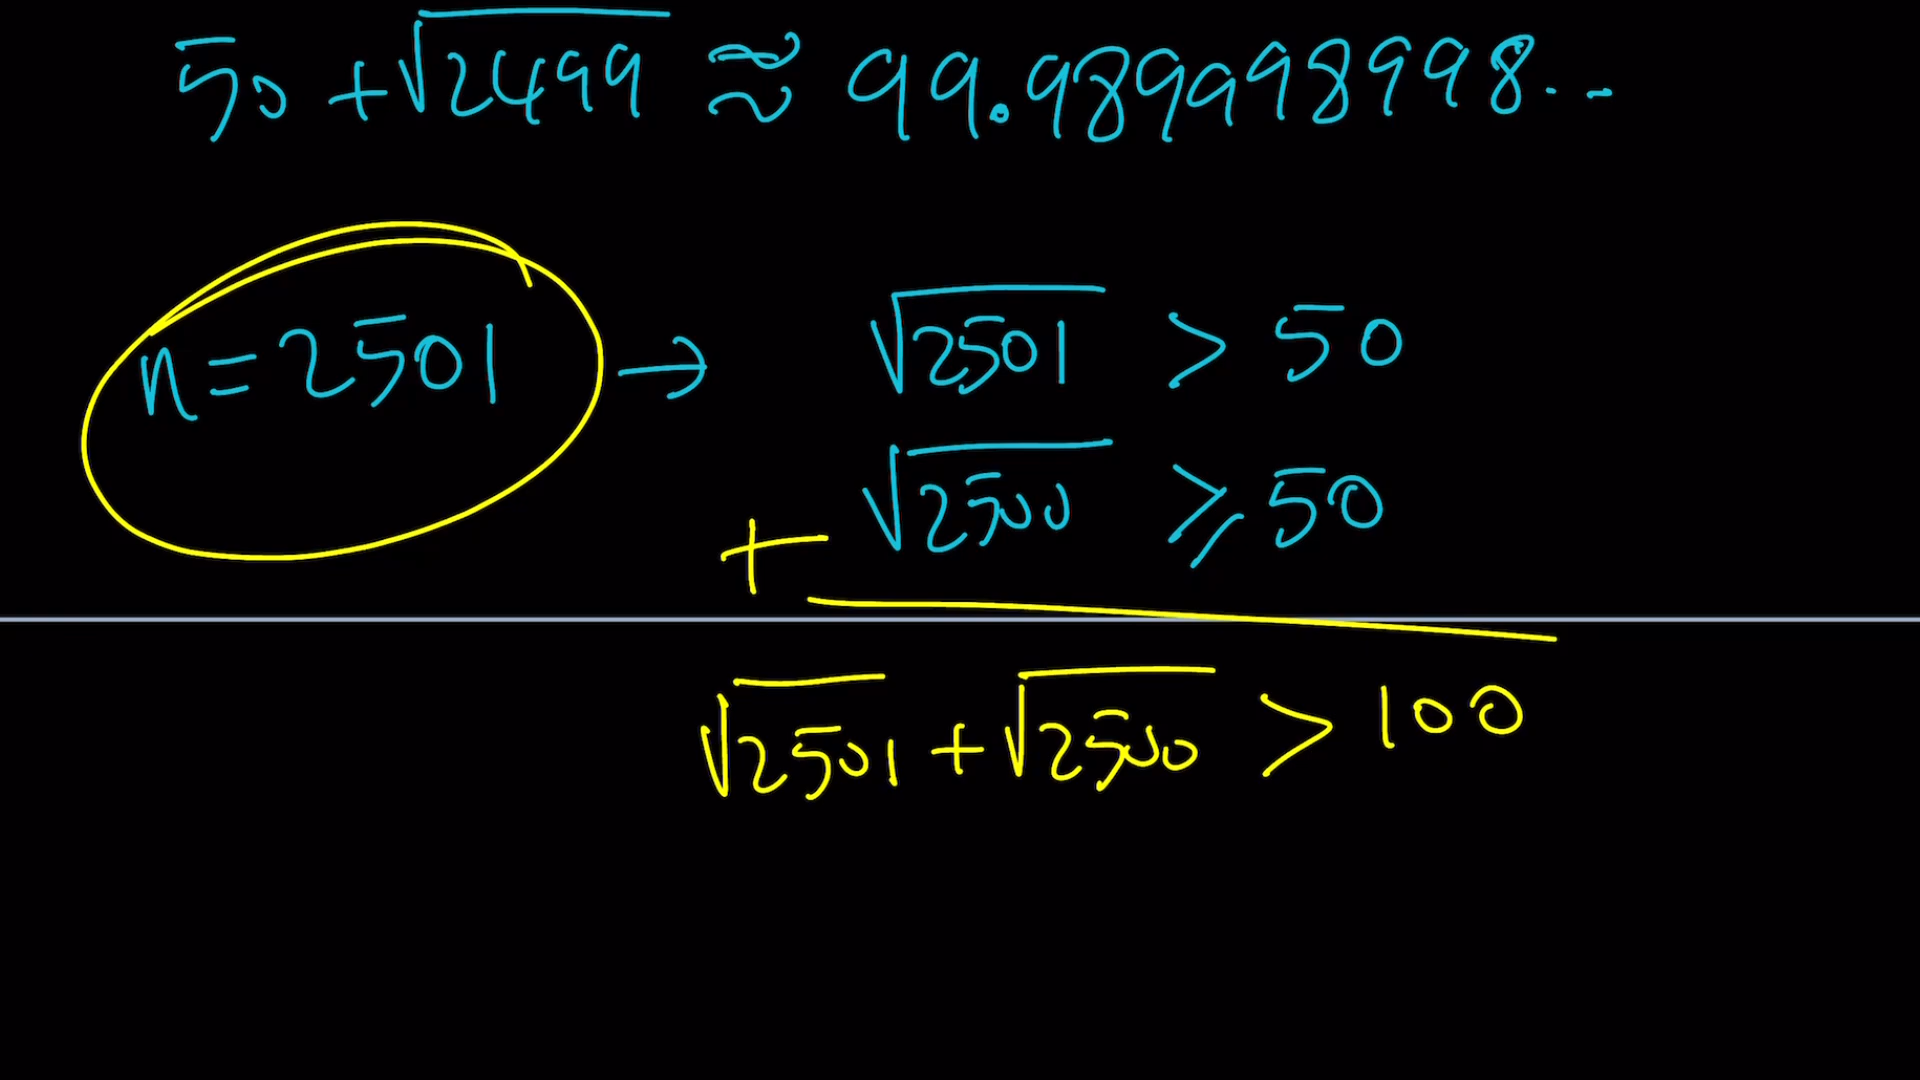 50 + √2499 ≈ 99.989998998..
n = 2501 → √2501 > 50
+ √2500 ⩾ 50
√2501 + √2500 > 100